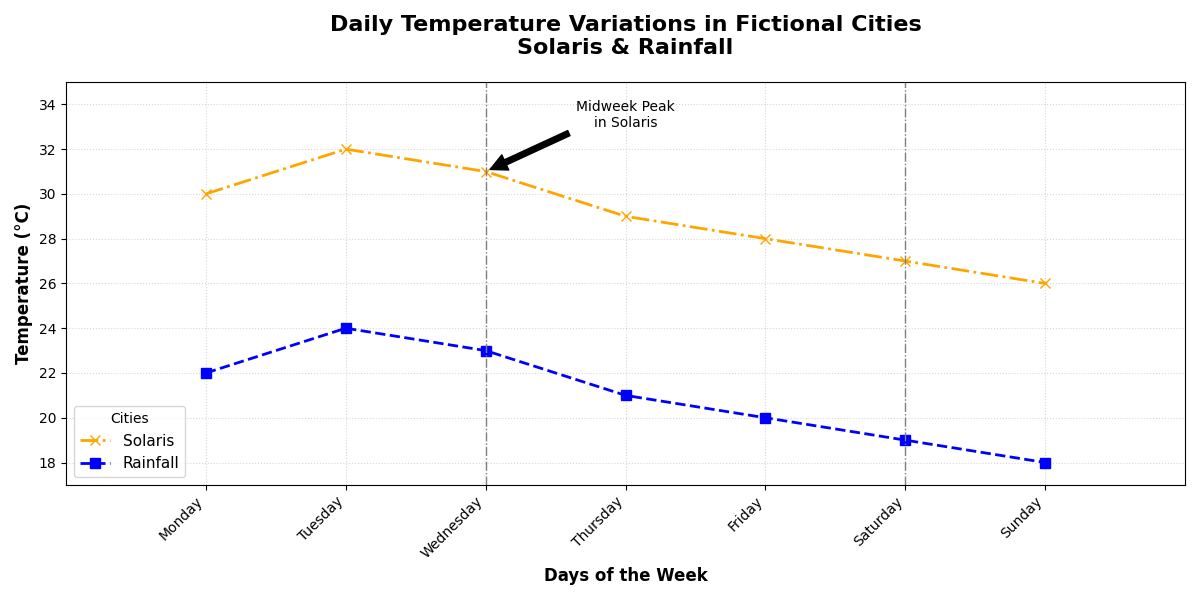 Daily Temperature Variations in Fictional Cities
Solaris & Rainfall
Temperature (°C)
34
32
30
28
26
24
22
20
18
Midweek Peak
in Solaris
Cities
Solaris
Rainfall
Monday
Tuesday
Wednesday
Thursday
Friday
Saturday
Sunday
Days of the Week